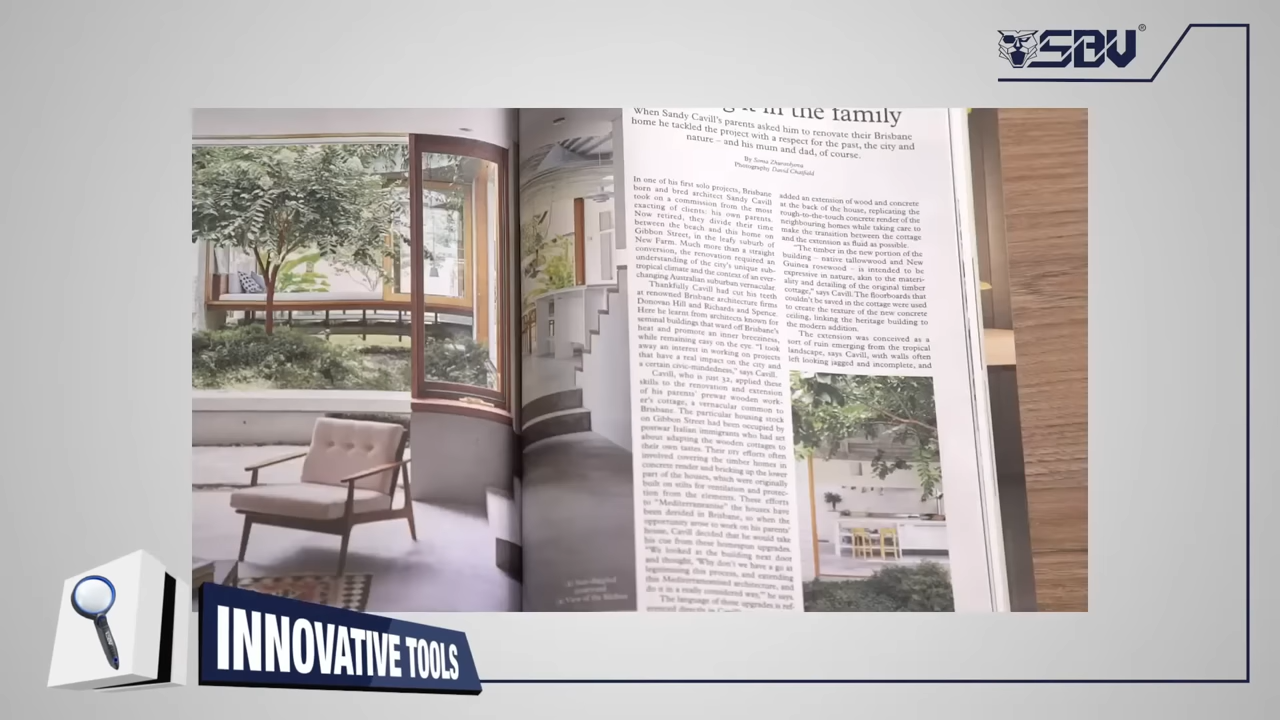 SBV®
g it in the family
When Sandy Cavill's parents asked him to renovate their Brisbane
home he tackled the project with a respect for the past, the city and
nature – and his mum and dad, of course.
By Sonia Zhuravlyova
Photography David Chatfield
In one of his first solo projects, Brisbane
born and bred architect Sandy Cavill
took on a commission from the most
exacting of clients: his own parents.
Now retired, they divide their time
between the beach and this home on
Gibbon Street, in the leafy suburb of
New Farm. Much more than a straight
conversion, the renovation required an
understanding of the city's unique sub-
tropical climate and the context of an ever-
changing Australian suburban vernacular.
Thankfully Cavill had cut his teeth
at renowned Brisbane architecture firms
Donovan Hill and Richards and Spence.
Here he learnt from architects known for
seminal buildings that ward off Brisbane's
heat and promote an inner breeziness,
while remaining easy on the eye. "I took
away an interest in working on projects
that have a real impact on the city and
a certain civic-mindedness," says Cavill.
Cavill, who is just 32, applied these
skills to the renovation and extension
of his parents' prewar wooden work-
er's cottage, a vernacular common to
Brisbane. The particular housing stock
on Gibbon Street had been occupied by
postwar Italian immigrants who had set
about adapting the wooden cottages to
their own tastes. Their DIY efforts often
involved covering the timber homes in
concrete render and bricking up the lower
part of the houses, which were originally
built on stilts for ventilation and protec-
tion from the elements. These efforts
to "Mediterraneanise" the houses have
been derided in Brisbane, so when the
opportunity arose to work on his parents'
house, Cavill decided that he would take
his cue from these homespun upgrades.
"We looked at the building next door
and thought, 'Why don't we have a go at
legitimising this process, and extending
this Mediterraneanised architecture, and
do it in a really considered way,'" he says.
The language of these upgrades is ref-
erenced directly in Cavill's
added an extension of wood and concrete
at the back of the house, replicating the
rough-to-the-touch concrete render of the
neighbouring homes while taking care to
make the transition between the cottage
and the extension as fluid as possible.
"The timber in the new portion of the
building – native tallowwood and New
Guinea rosewood – is intended to be
expressive in nature, akin to the materi-
ality and detailing of the original timber
cottage," says Cavill. The floorboards that
couldn't be saved in the cottage were used
to create the texture of the new concrete
ceiling, linking the heritage building to
the modern addition.
The extension was conceived as a
sort of ruin emerging from the tropical
landscape, says Cavill, with walls often
left looking jagged and incomplete, and
INNOVATIVE TOOLS